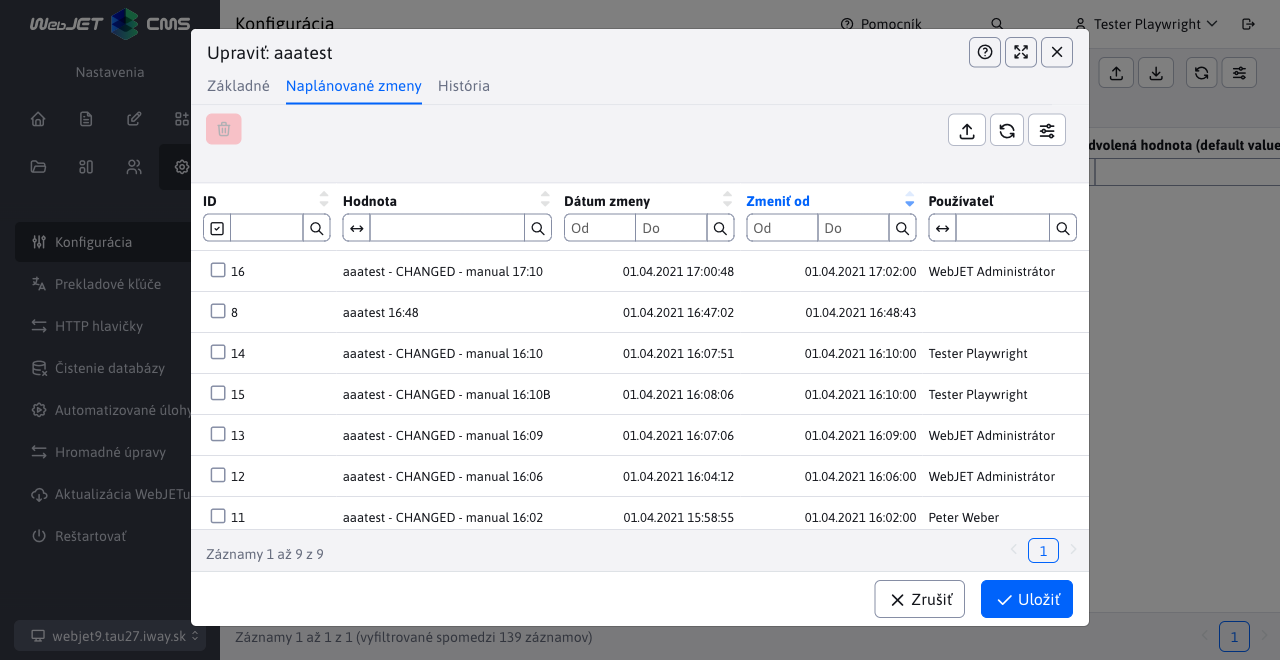 WebJET CMS
Konfigurácia
Pomocník
Tester Playwright
Nastavenia
Konfigurácia
Prekladové kľúče
HTTP hlavičky
Čistenie databázy
Automatizované úlohy
Hromadné úpravy
Aktualizácia WebJETu
Reštartovať
webjet9.tau27.iway.sk
Upraviť: aaatest
Základné Naplánované zmeny História
dvolená hodnota (default value
ID Hodnota Dátum zmeny Zmeniť od Používateľ
Od Do Od Do
16 aaatest - CHANGED - manual 17:10 01.04.2021 17:00:48 01.04.2021 17:02:00 WebJET Administrátor
8 aaatest 16:48 01.04.2021 16:47:02 01.04.2021 16:48:43
14 aaatest - CHANGED - manual 16:10 01.04.2021 16:07:51 01.04.2021 16:10:00 Tester Playwright
15 aaatest - CHANGED - manual 16:10B 01.04.2021 16:08:06 01.04.2021 16:10:00 Tester Playwright
13 aaatest - CHANGED - manual 16:09 01.04.2021 16:07:06 01.04.2021 16:09:00 WebJET Administrátor
12 aaatest - CHANGED - manual 16:06 01.04.2021 16:04:12 01.04.2021 16:06:00 WebJET Administrátor
11 aaatest - CHANGED - manual 16:02 01.04.2021 15:58:55 01.04.2021 16:02:00 Peter Weber
Záznamy 1 až 9 z 9
1
Zrušiť Uložiť
Záznamy 1 až 1 z 1 (vyfiltrované spomedzi 139 záznamov)
1